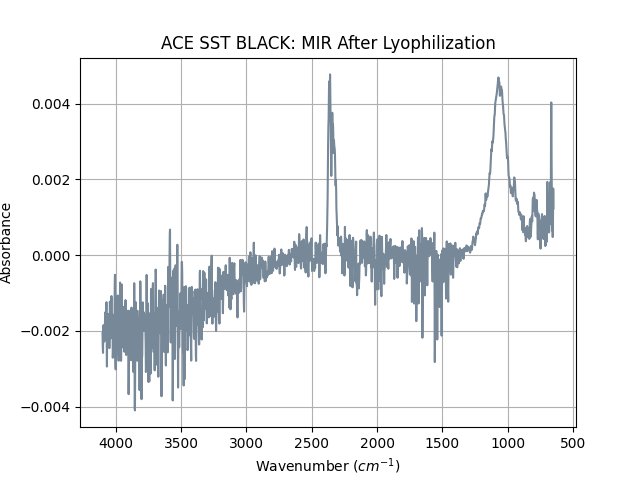 ACE SST BLACK: MIR After Lyophilization
Absorbance
0.004
0.002
0.000
−0.002
−0.004
4000 3500 3000 2500 2000 1500 1000 500
Wavenumber (cm⁻¹)